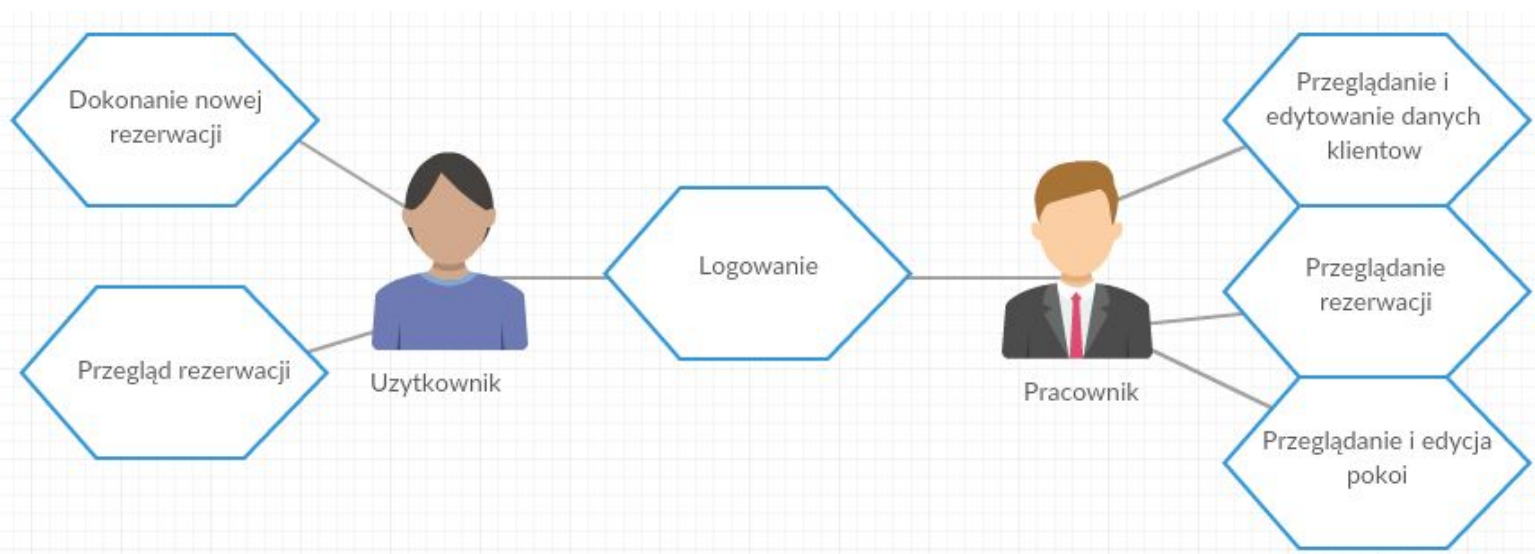 Dokonanie nowej
rezerwacji
Przegląd rezerwacji
Uzytkownik
Logowanie
Pracownik
Przeglądanie i
edytowanie danych
klientow
Przeglądanie
rezerwacji
Przeglądanie i edycja
pokoi